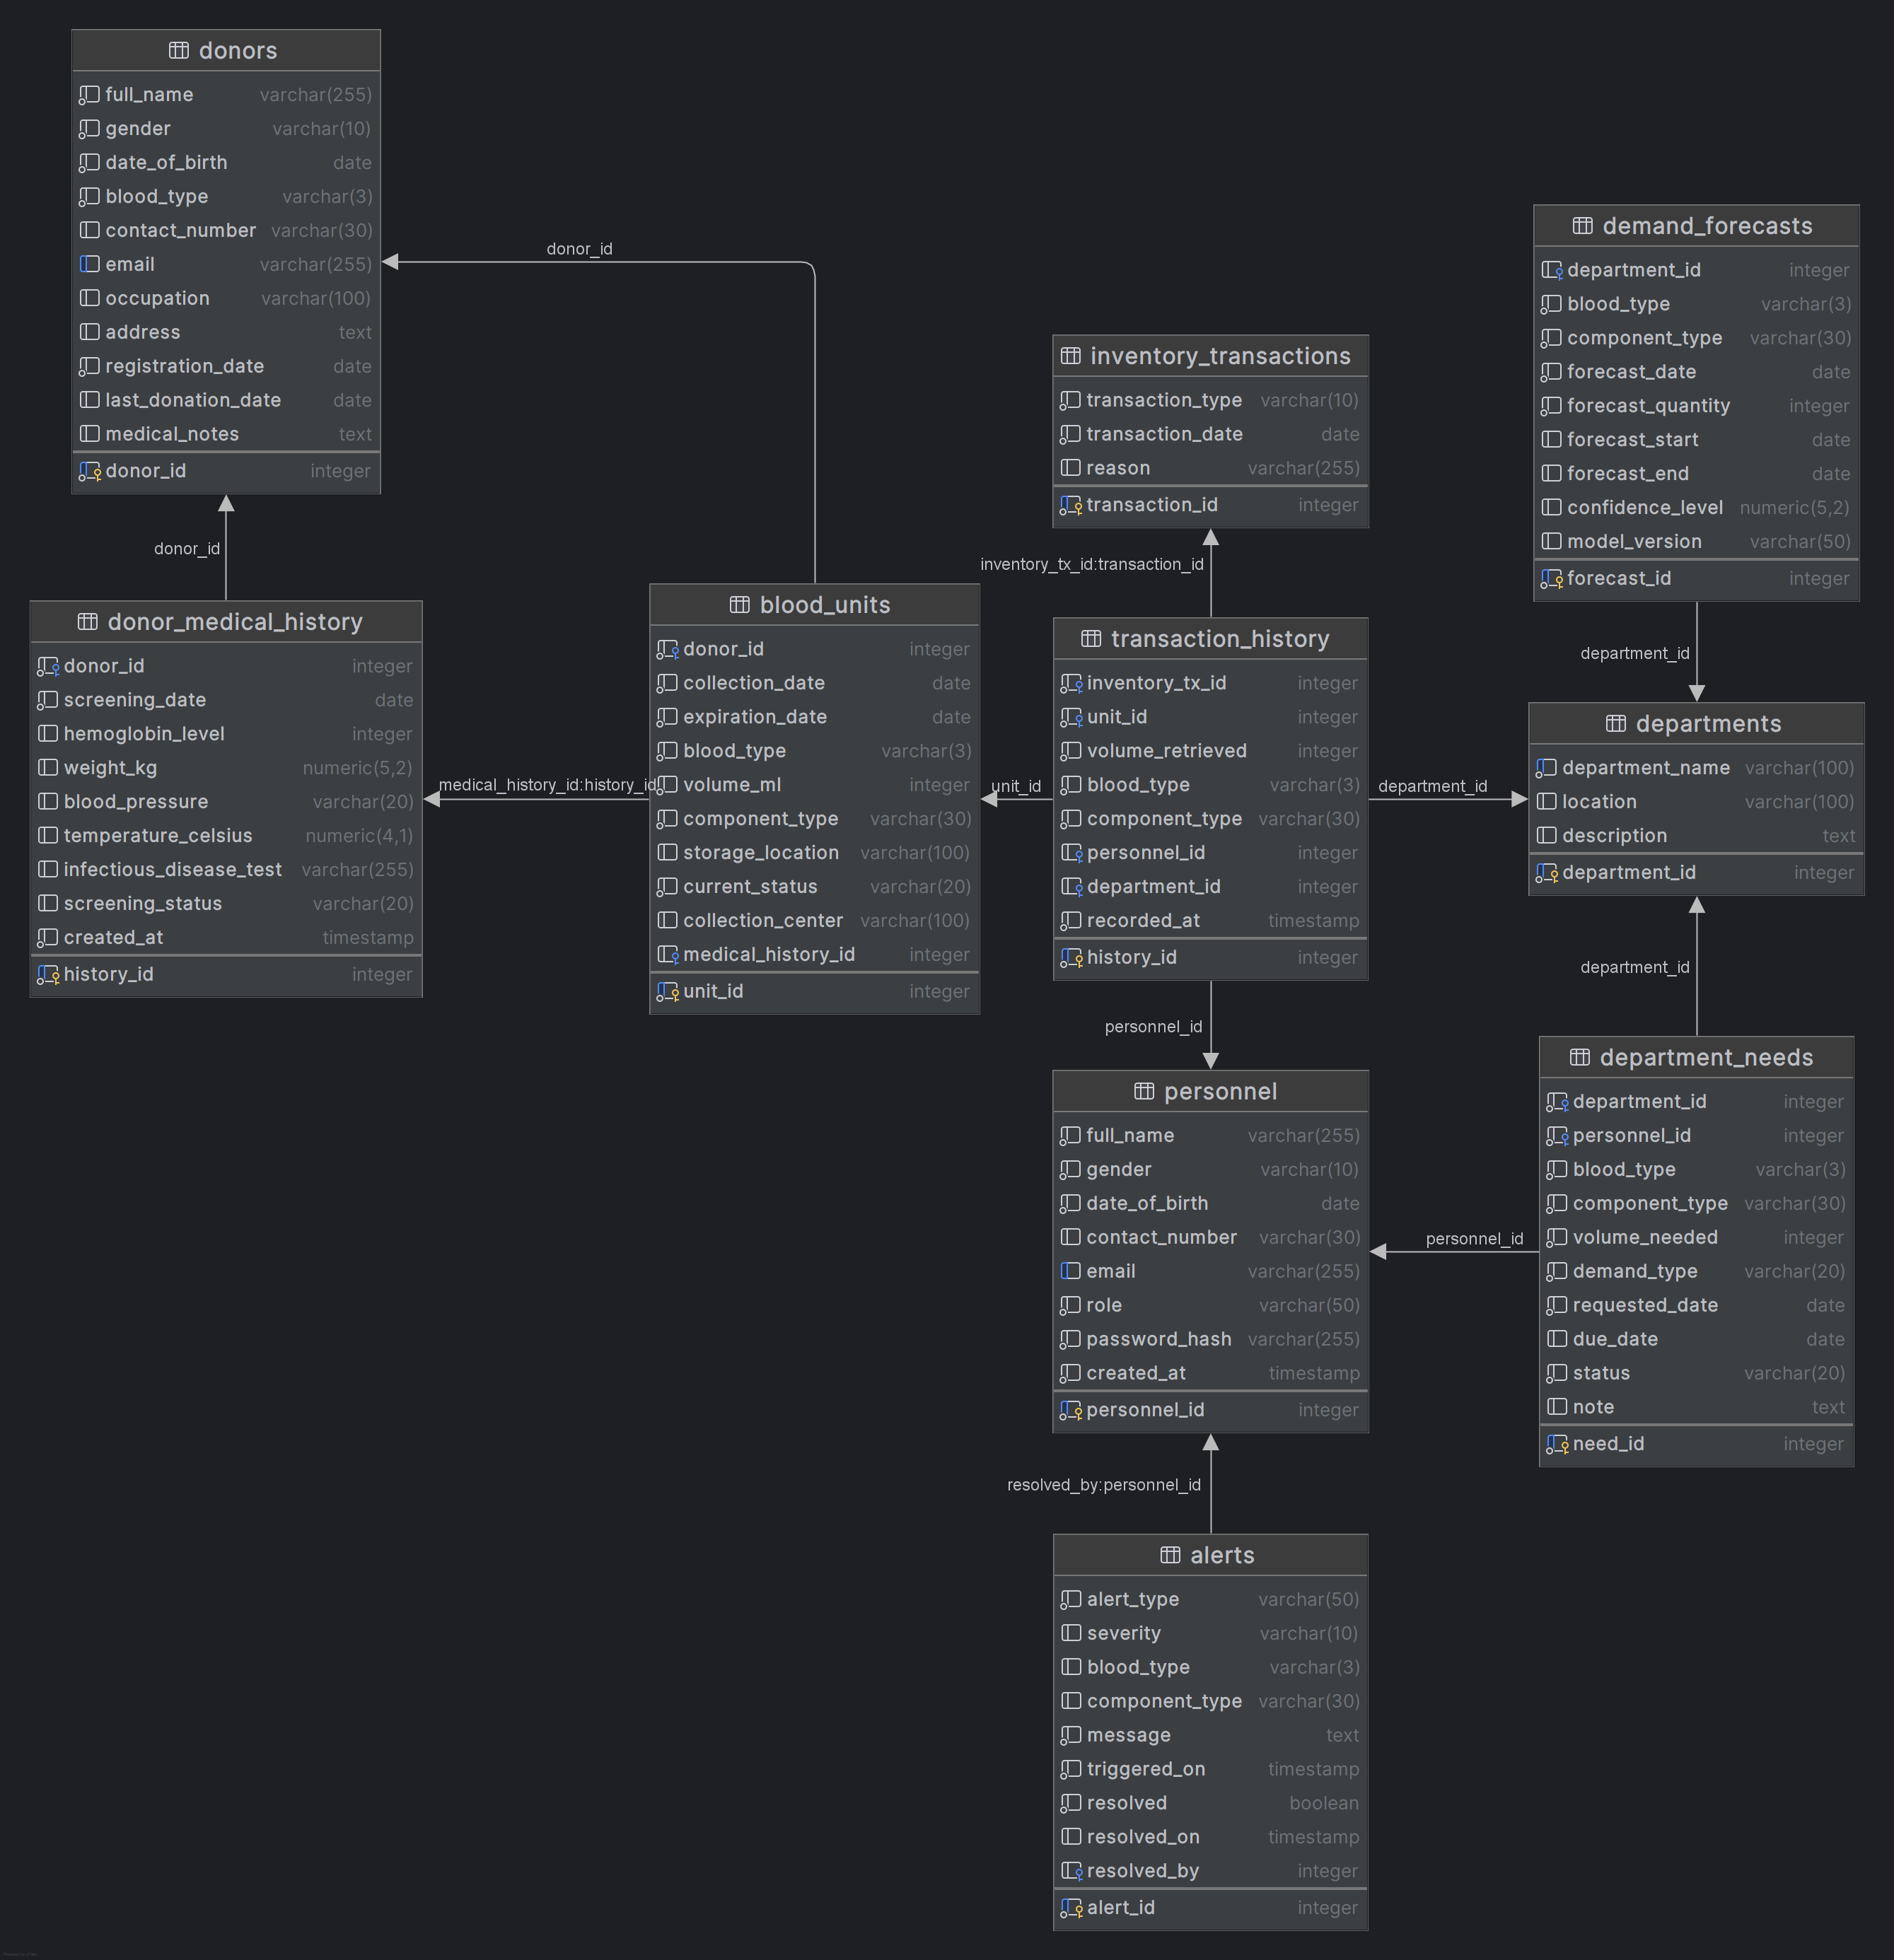 donors
full_name varchar(255)
gender varchar(10)
date_of_birth date
blood_type varchar(3)
contact_number varchar(30)
email varchar(255)
occupation varchar(100)
address text
registration_date date
last_donation_date date
medical_notes text
donor_id integer
donor_id
donor_id
donor_medical_history
donor_id integer
screening_date date
hemoglobin_level integer
weight_kg numeric(5,2)
blood_pressure varchar(20)
temperature_celsius numeric(4,1)
infectious_disease_test varchar(255)
screening_status varchar(20)
created_at timestamp
history_id integer
medical_history_id:history_id
blood_units
donor_id integer
collection_date date
expiration_date date
blood_type varchar(3)
volume_ml integer
component_type varchar(30)
storage_location varchar(100)
current_status varchar(20)
collection_center varchar(100)
medical_history_id integer
unit_id integer
unit_id
inventory_transactions
transaction_type varchar(10)
transaction_date date
reason varchar(255)
transaction_id integer
inventory_tx_id:transaction_id
transaction_history
inventory_tx_id integer
unit_id integer
volume_retrieved integer
blood_type varchar(3)
component_type varchar(30)
personnel_id integer
department_id integer
recorded_at timestamp
history_id integer
department_id
personnel_id
personnel
full_name varchar(255)
gender varchar(10)
date_of_birth date
contact_number varchar(30)
email varchar(255)
role varchar(50)
password_hash varchar(255)
created_at timestamp
personnel_id integer
resolved_by:personnel_id
alerts
alert_type varchar(50)
severity varchar(10)
blood_type varchar(3)
component_type varchar(30)
message text
triggered_on timestamp
resolved boolean
resolved_on timestamp
resolved_by integer
alert_id integer
demand_forecasts
department_id integer
blood_type varchar(3)
component_type varchar(30)
forecast_date date
forecast_quantity integer
forecast_start date
forecast_end date
confidence_level numeric(5,2)
model_version varchar(50)
forecast_id integer
department_id
departments
department_name varchar(100)
location varchar(100)
description text
department_id integer
department_id
department_needs
department_id integer
personnel_id integer
blood_type varchar(3)
component_type varchar(30)
volume_needed integer
demand_type varchar(20)
requested_date date
due_date date
status varchar(20)
note text
need_id integer
personnel_id